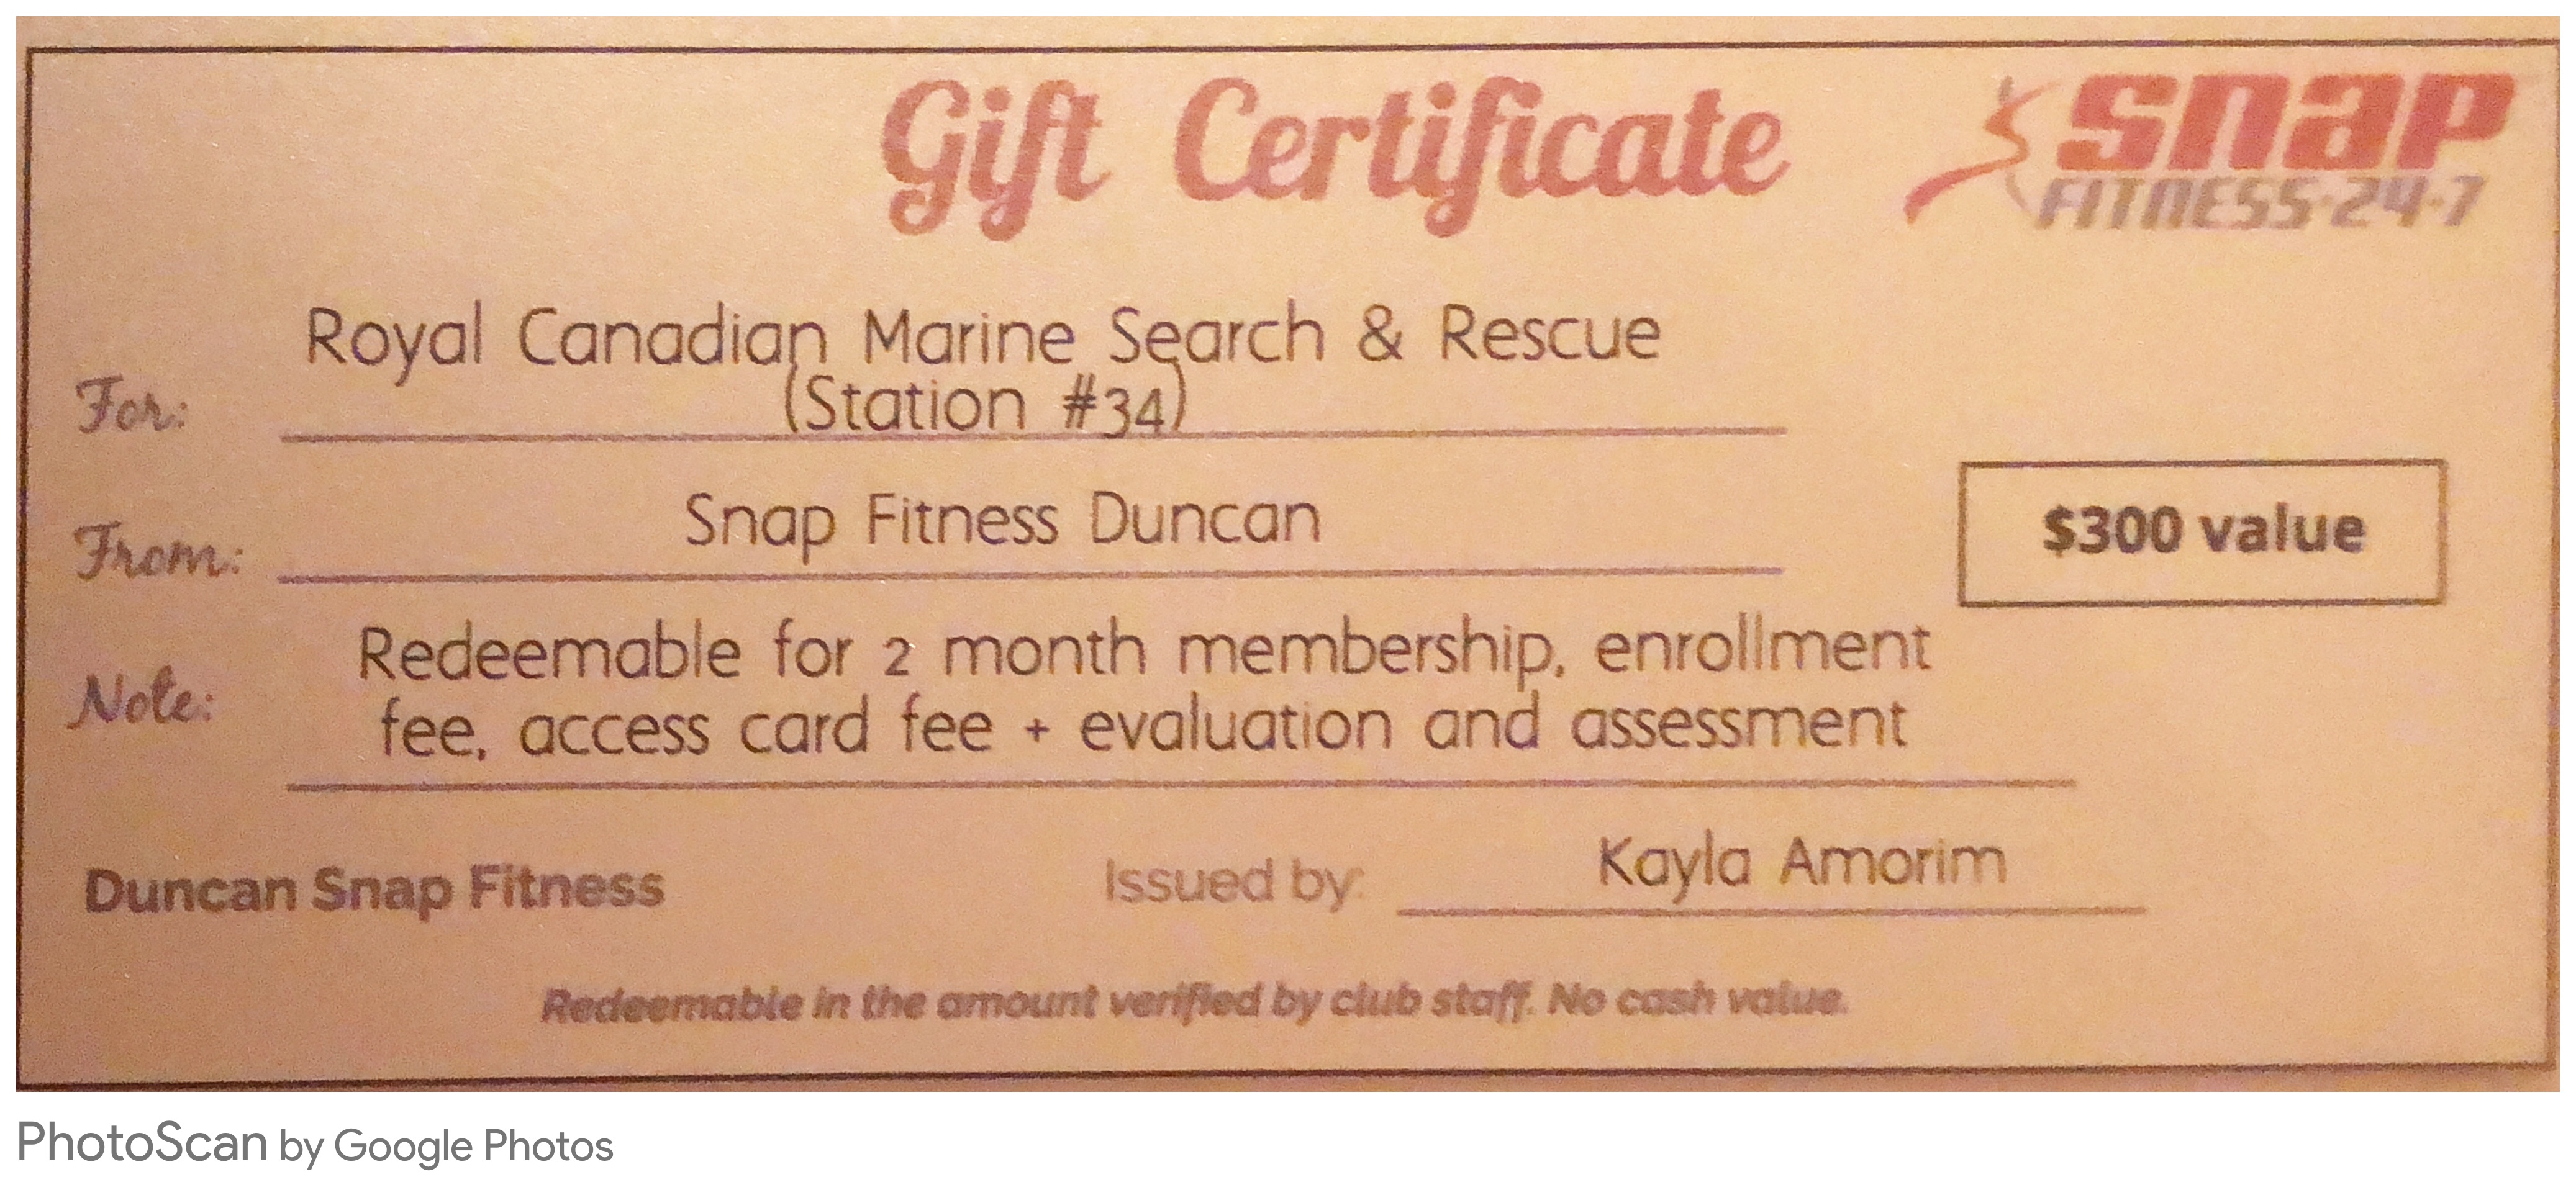 Gift Certificate
snap
FITNESS-24-7
Royal Canadian Marine Search & Rescue
For: (Station #34)
From: Snap Fitness Duncan
$300 value
Note: Redeemable for 2 month membership, enrollment
fee, access card fee + evaluation and assessment
Duncan Snap Fitness Issued by: Kayla Amorim
Redeemable in the amount verified by club staff. No cash value.
PhotoScan by Google Photos